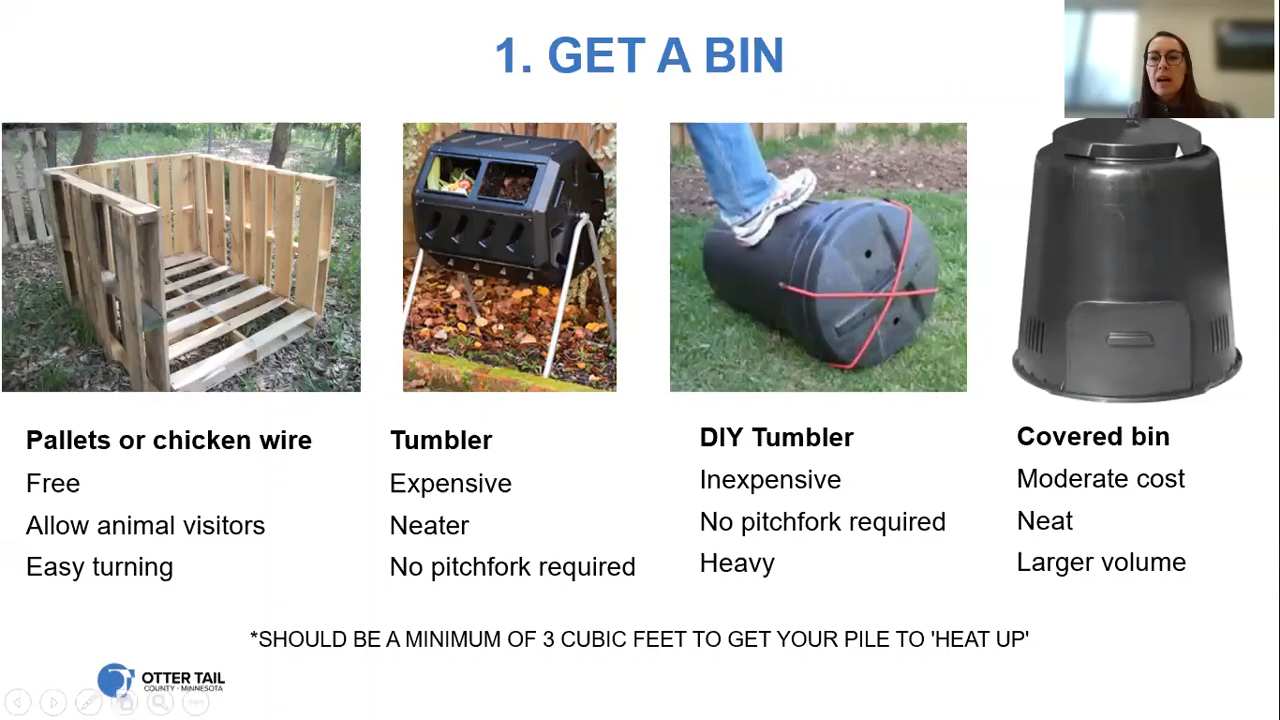 1. GET A BIN
Pallets or chicken wire
Free
Allow animal visitors
Easy turning
Tumbler
Expensive
Neater
No pitchfork required
DIY Tumbler
Inexpensive
No pitchfork required
Heavy
Covered bin
Moderate cost
Neat
Larger volume
*SHOULD BE A MINIMUM OF 3 CUBIC FEET TO GET YOUR PILE TO 'HEAT UP'
OTTER TAIL
COUNTY · MINNESOTA